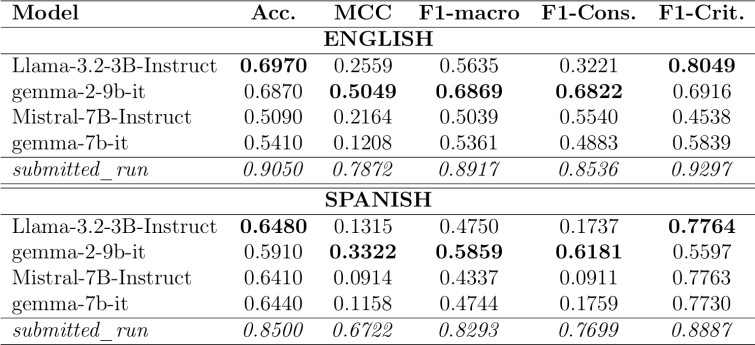 Model Acc. MCC F1-macro F1-Cons. F1-Crit.
ENGLISH
Llama-3.2-3B-Instruct 0.6970 0.2559 0.5635 0.3221 0.8049
gemma-2-9b-it 0.6870 0.5049 0.6869 0.6822 0.6916
Mistral-7B-Instruct 0.5090 0.2164 0.5039 0.5540 0.4538
gemma-7b-it 0.5410 0.1208 0.5361 0.4883 0.5839
submitted_run 0.9050 0.7872 0.8917 0.8536 0.9297
SPANISH
Llama-3.2-3B-Instruct 0.6480 0.1315 0.4750 0.1737 0.7764
gemma-2-9b-it 0.5910 0.3322 0.5859 0.6181 0.5597
Mistral-7B-Instruct 0.6410 0.0914 0.4337 0.0911 0.7763
gemma-7b-it 0.6440 0.1158 0.4744 0.1759 0.7730
submitted_run 0.8500 0.6722 0.8293 0.7699 0.8887